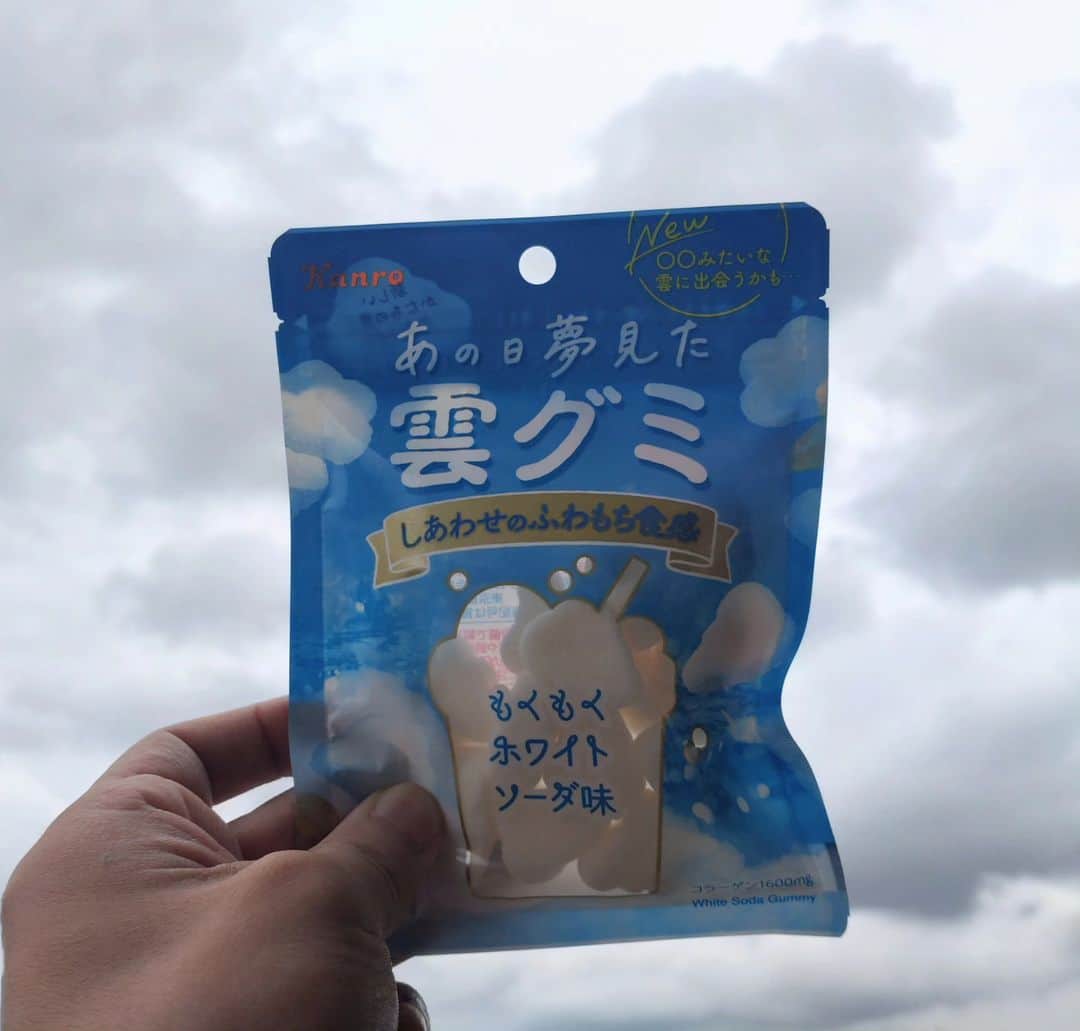 Kanro
New
〇〇みたいな
雲に出合うかも…
あの日夢見た
雲グミ
しあわせのふわもち食感
もくもく
ホワイト
ソーダ味
コラーゲン1600mg
White Soda Gummy